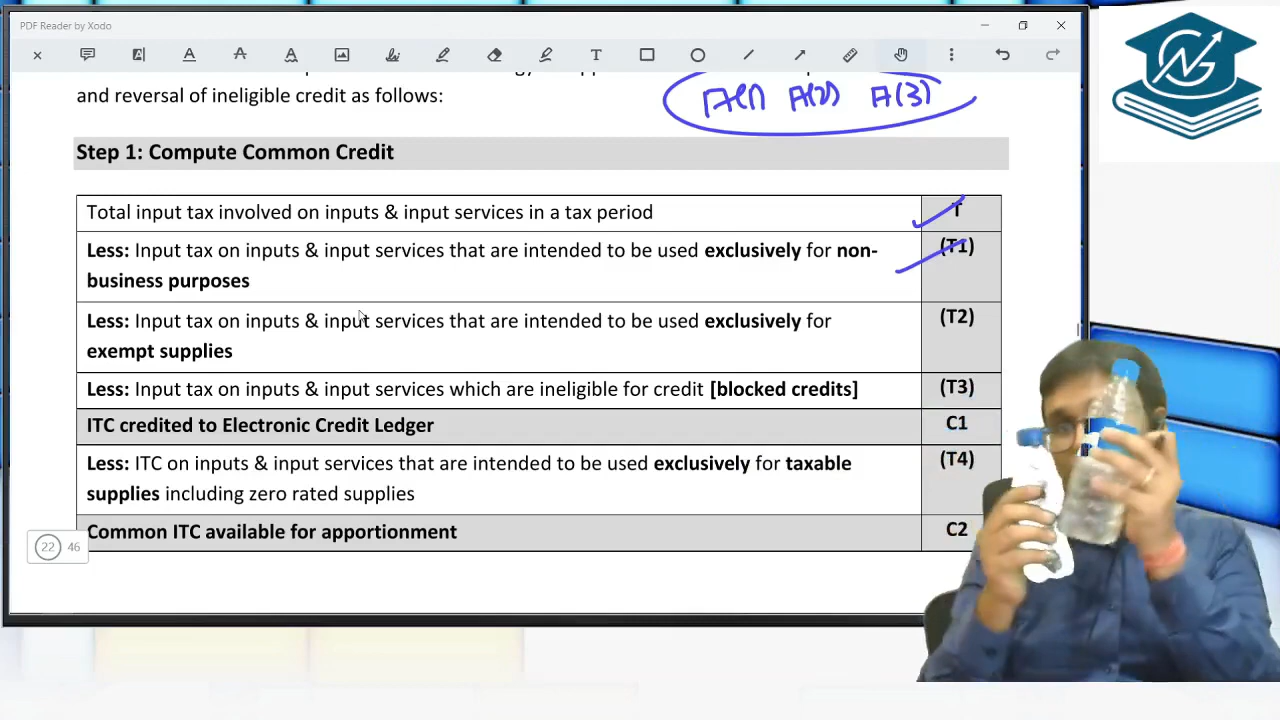 PDF Reader by Xodo
and reversal of ineligible credit as follows:
A(1) A(2) A(3)
Step 1: Compute Common Credit
Total input tax involved on inputs & input services in a tax period T
Less: Input tax on inputs & input services that are intended to be used exclusively for non- (T1)
business purposes
Less: Input tax on inputs & input services that are intended to be used exclusively for (T2)
exempt supplies
Less: Input tax on inputs & input services which are ineligible for credit [blocked credits] (T3)
ITC credited to Electronic Credit Ledger C1
Less: ITC on inputs & input services that are intended to be used exclusively for taxable (T4)
supplies including zero rated supplies
Common ITC available for apportionment C2
22 46